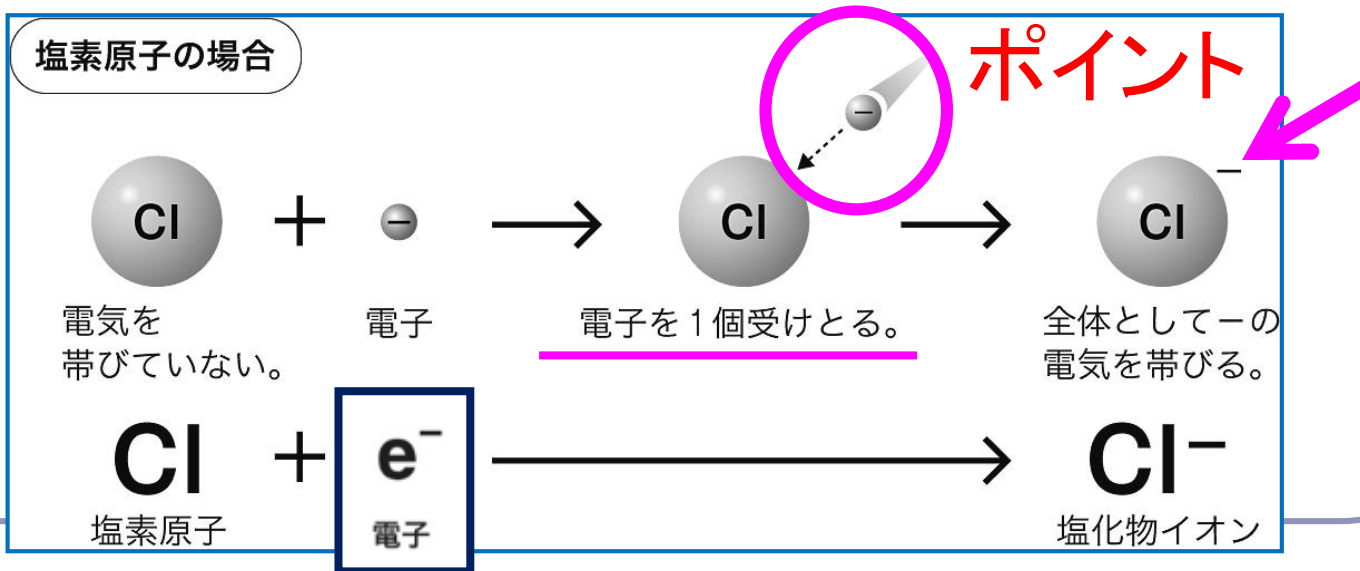 塩素原子の場合
ポイント
Cl + − → Cl − → Cl −
電気を
帯びていない。
電子
電子を1個受けとる。
全体として−の
電気を帯びる。
Cl + e⁻ → Cl⁻
塩素原子
電子
塩化物イオン